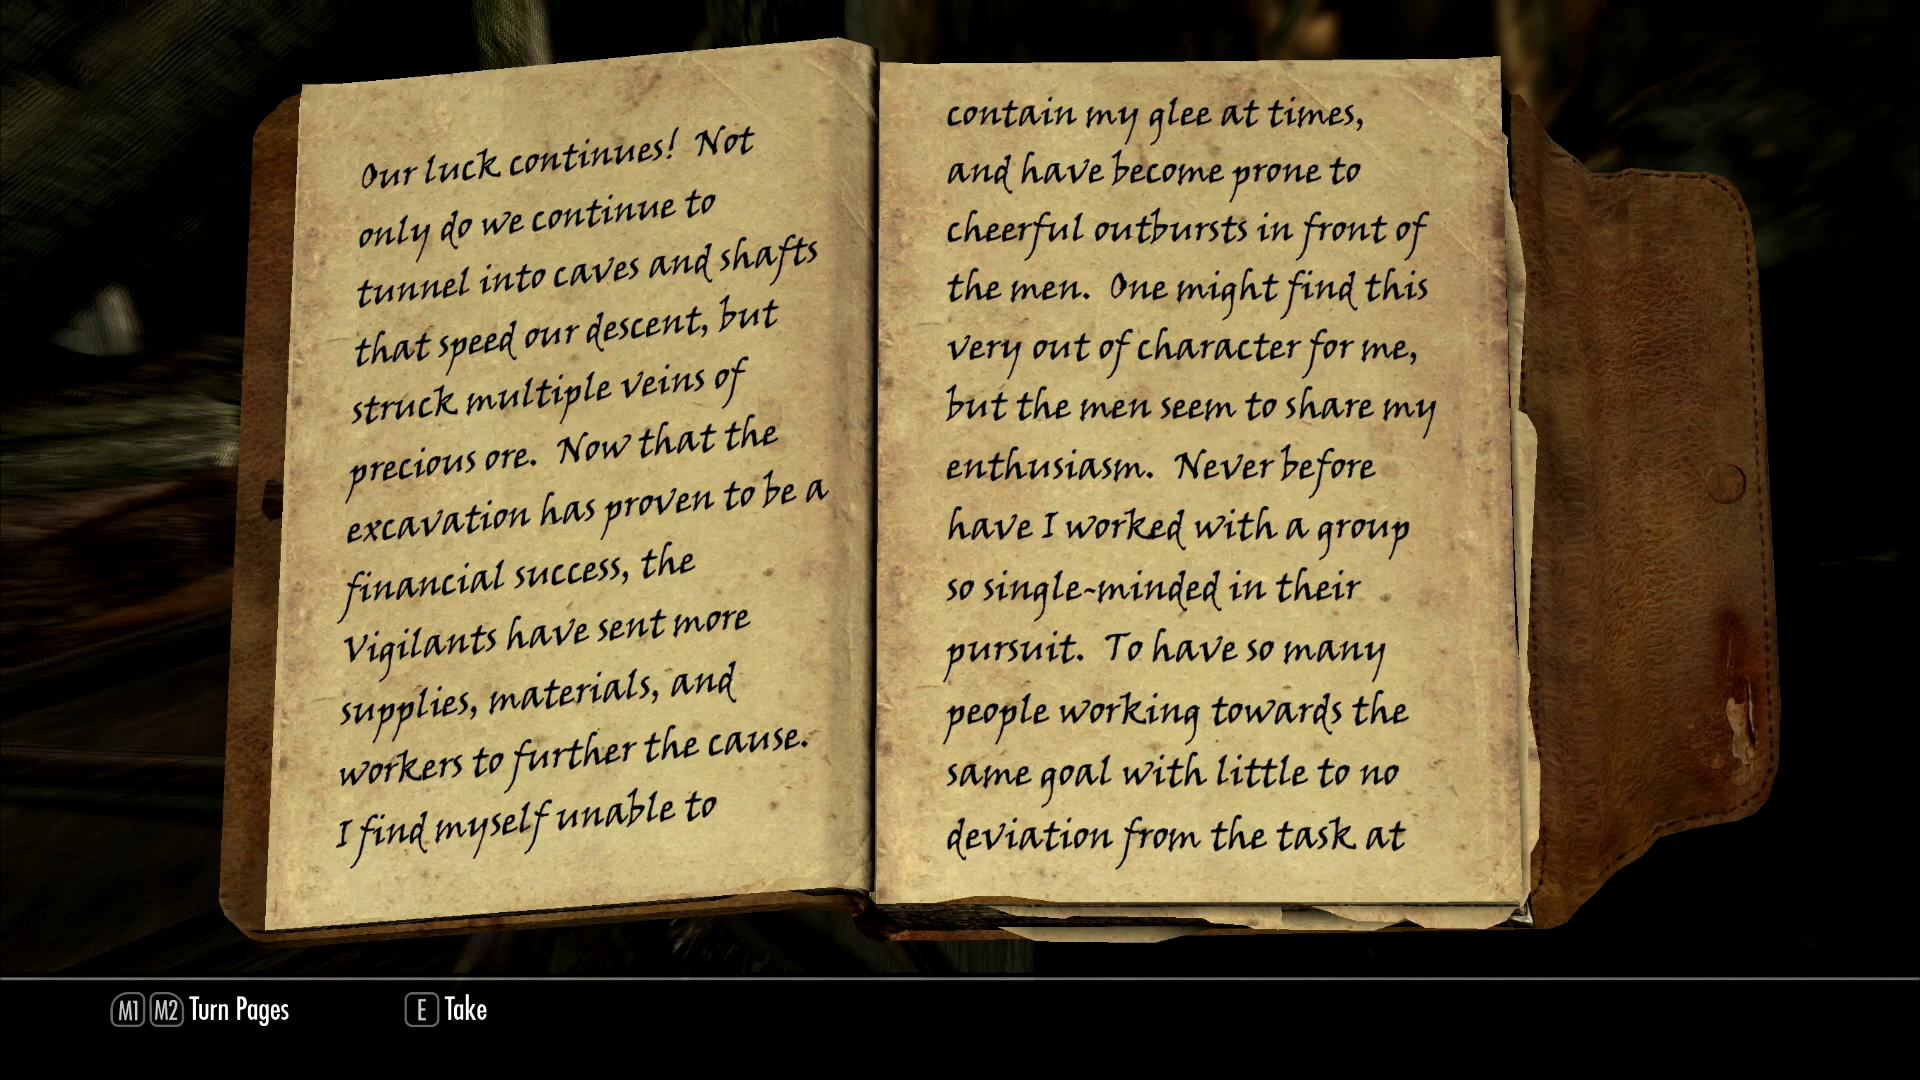 Our luck continues! Not
only do we continue to
tunnel into caves and shafts
that speed our descent, but
struck multiple veins of
precious ore. Now that the
excavation has proven to be a
financial success, the
Vigilants have sent more
supplies, materials, and
workers to further the cause.
I find myself unable to
contain my glee at times,
and have become prone to
cheerful outbursts in front of
the men. One might find this
very out of character for me,
but the men seem to share my
enthusiasm. Never before
have I worked with a group
so single-minded in their
pursuit. To have so many
people working towards the
same goal with little to no
deviation from the task at
M1 M2 Turn Pages
E Take